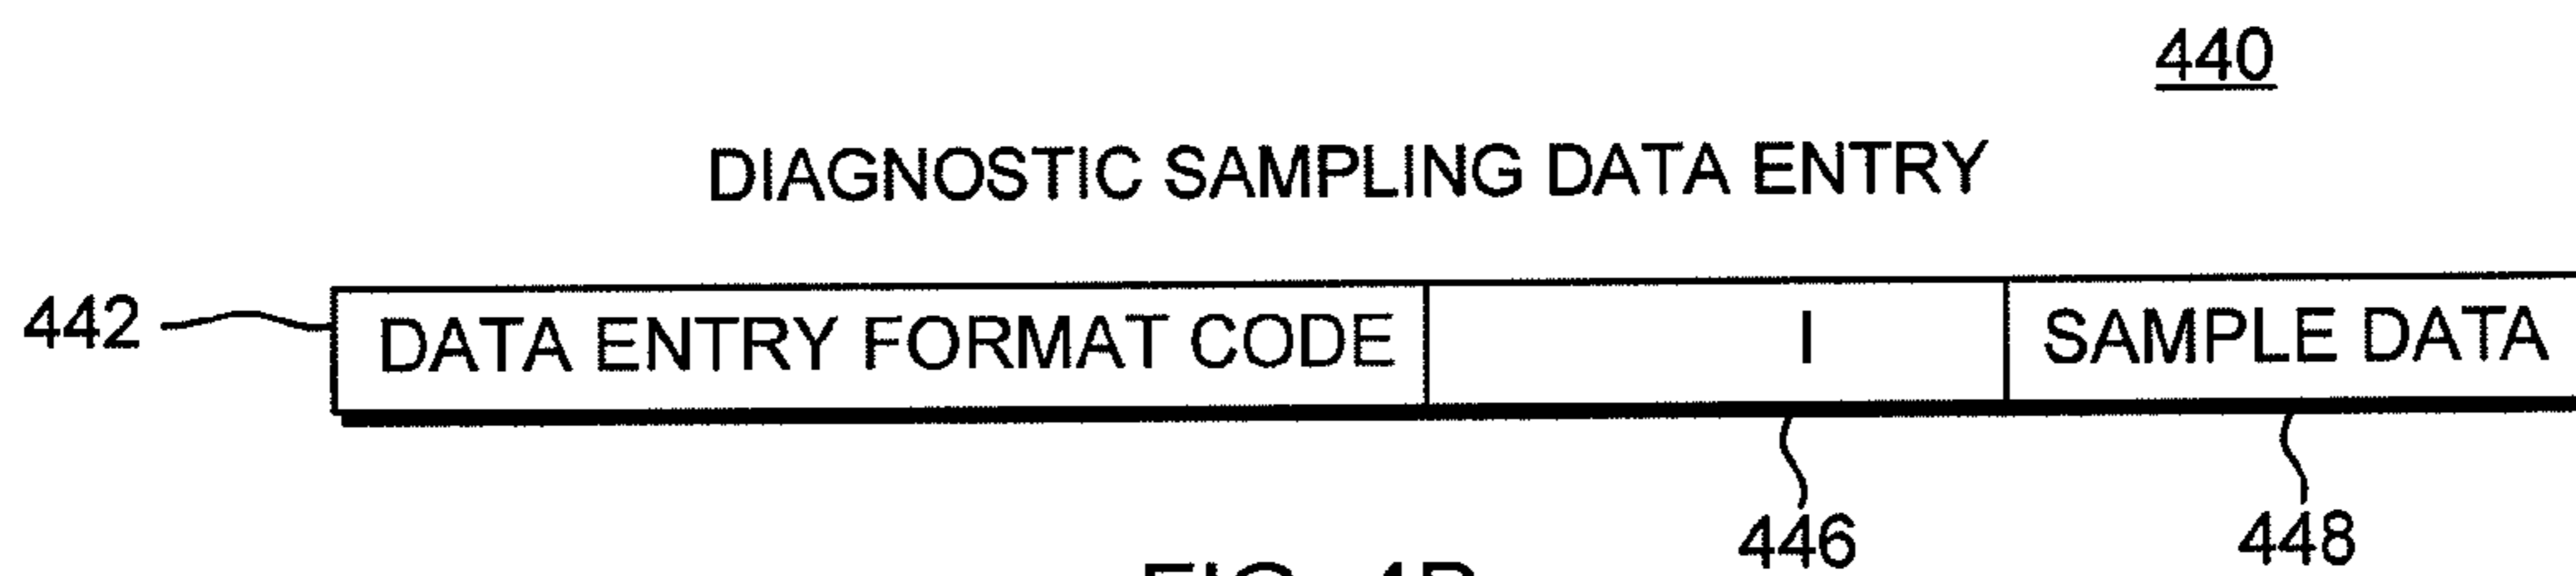 440
DIAGNOSTIC SAMPLING DATA ENTRY
442 DATA ENTRY FORMAT CODE I SAMPLE DATA
446 448